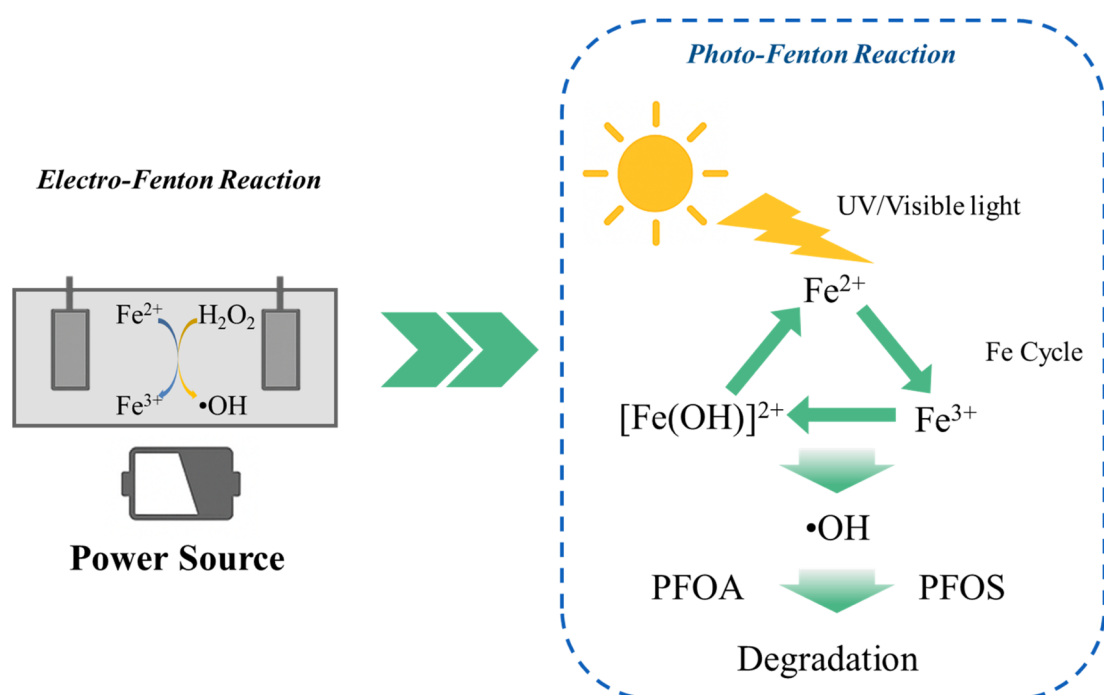 Electro-Fenton Reaction
Fe²⁺
H₂O₂
Fe³⁺
•OH
Power Source
Photo-Fenton Reaction
UV/Visible light
Fe²⁺
Fe Cycle
[Fe(OH)]²⁺
Fe³⁺
•OH
PFOA
PFOS
Degradation